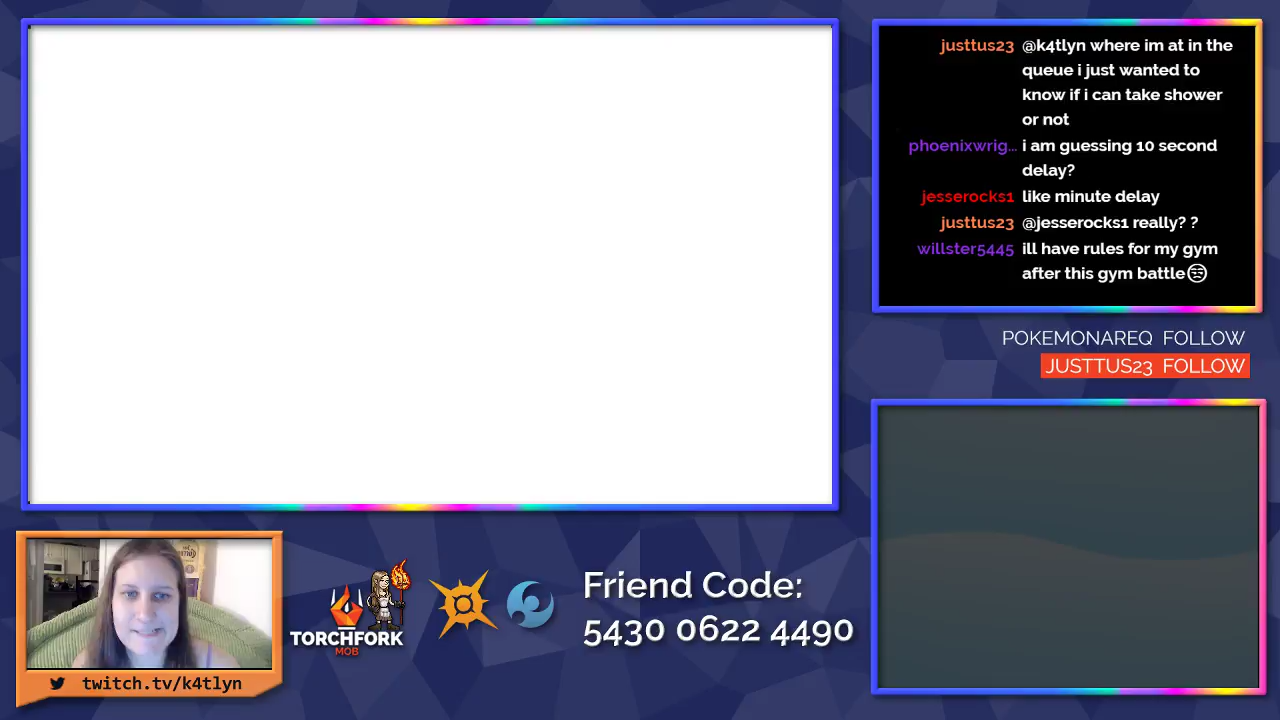 justtus23 @k4tlyn where im at in the
queue i just wanted to
know if i can take shower
or not
phoenixwrig... i am guessing 10 second
delay?
jesserocks1 like minute delay
justtus23 @jesserocks1 really? ?
willster5445 ill have rules for my gym
after this gym battle
POKEMONAREQ FOLLOW
JUSTTUS23 FOLLOW
Friend Code:
5430 0622 4490
TORCHFORK
MOB
twitch.tv/k4tlyn